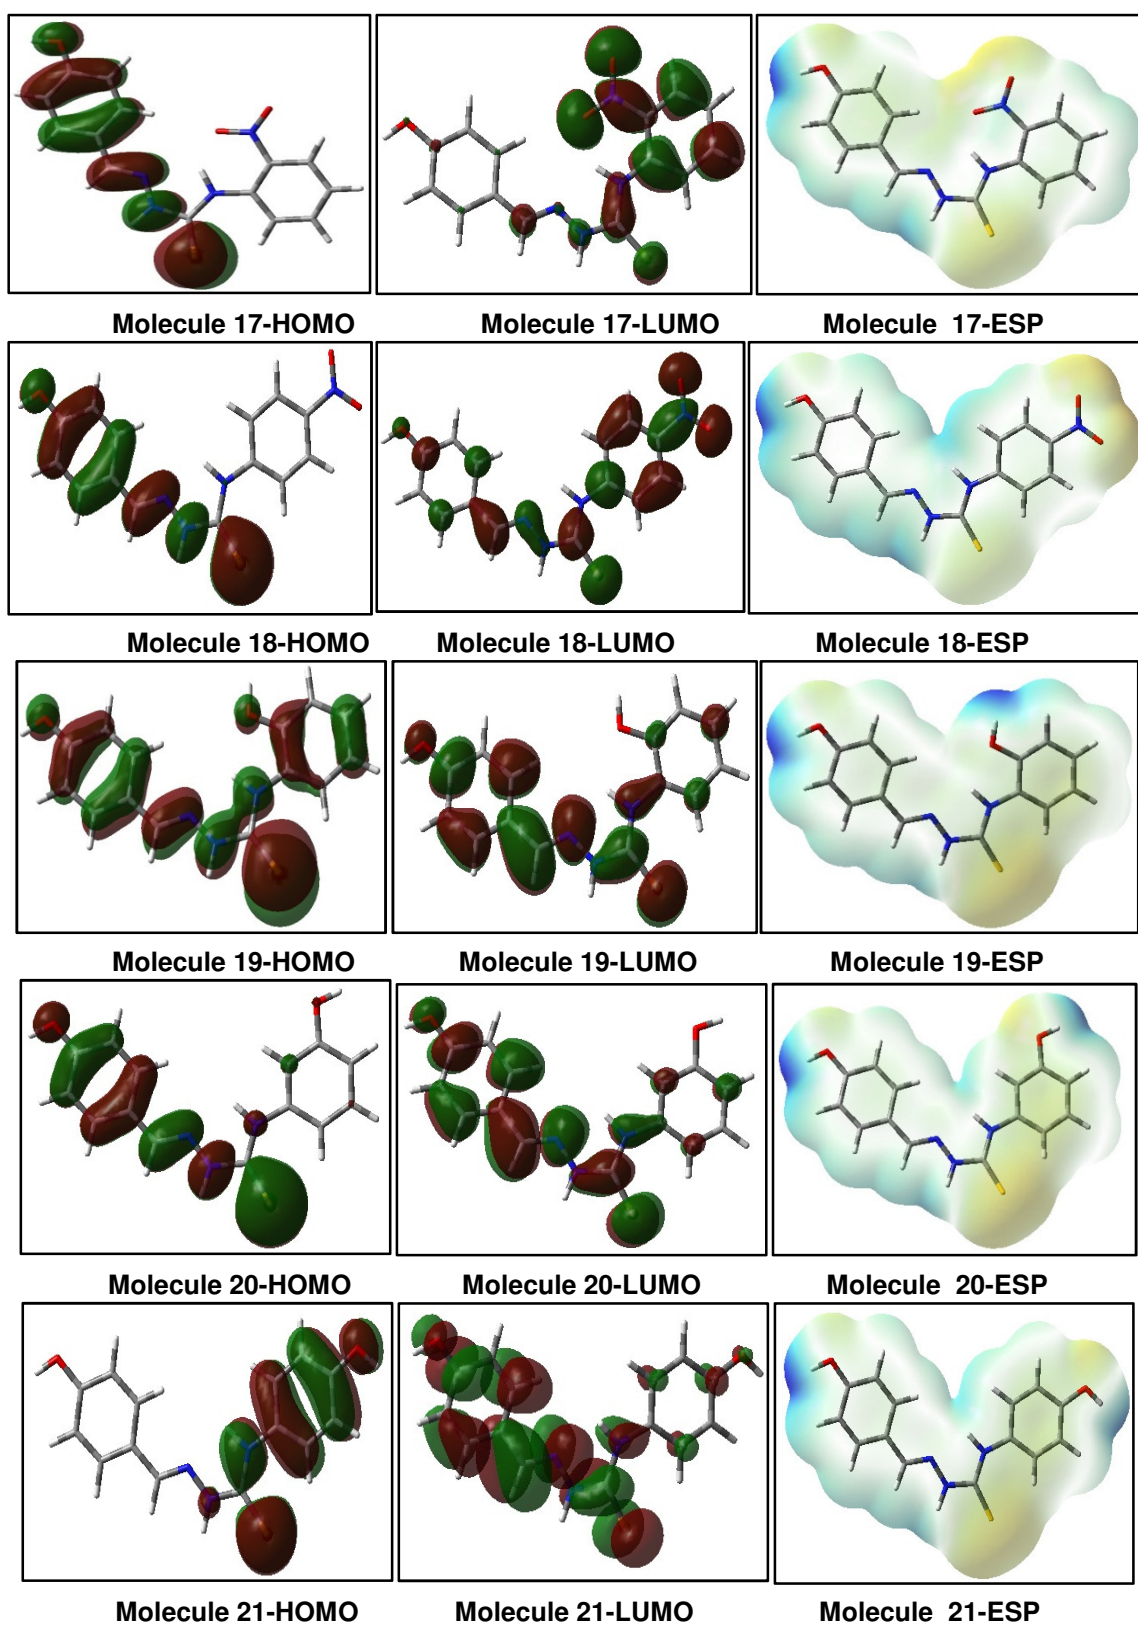 Molecule 17-HOMO Molecule 17-LUMO Molecule 17-ESP
Molecule 18-HOMO Molecule 18-LUMO Molecule 18-ESP
Molecule 19-HOMO Molecule 19-LUMO Molecule 19-ESP
Molecule 20-HOMO Molecule 20-LUMO Molecule 20-ESP
Molecule 21-HOMO Molecule 21-LUMO Molecule 21-ESP